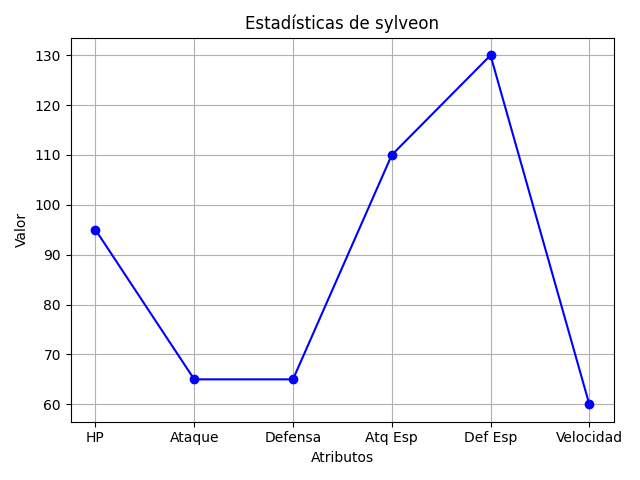 Estadísticas de sylveon
Valor
130
120
110
100
90
80
70
60
HP Ataque Defensa Atq Esp Def Esp Velocidad
Atributos